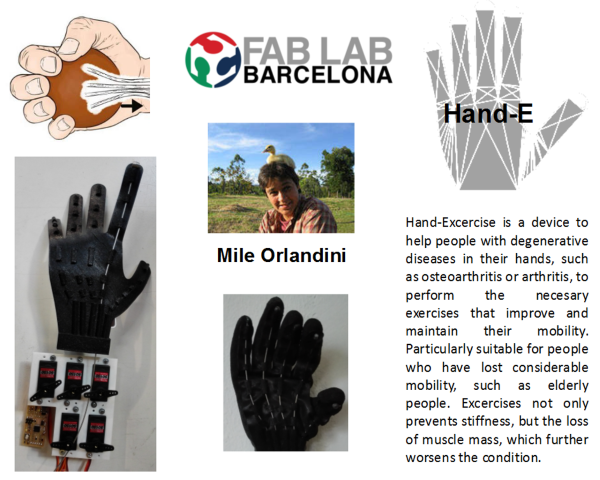 FAB LAB
BARCELONA
Hand-E
Mile Orlandini
Hand-Excercise is a device to
help people with degenerative
diseases in their hands, such
as osteoarthritis or arthritis, to
perform the necesary
exercises that improve and
maintain their mobility.
Particularly suitable for people
who have lost considerable
mobility, such as elderly
people. Excercises not only
prevents stiffness, but the loss
of muscle mass, which further
worsens the condition.